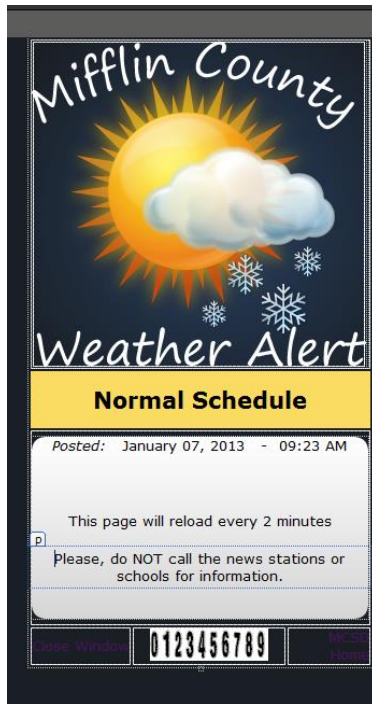 Mifflin County
Weather Alert
Normal Schedule
Posted: January 07, 2013 - 09:23 AM
This page will reload every 2 minutes
p
Please, do NOT call the news stations or
schools for information.
Close Window 0123456789 MCSD
Home